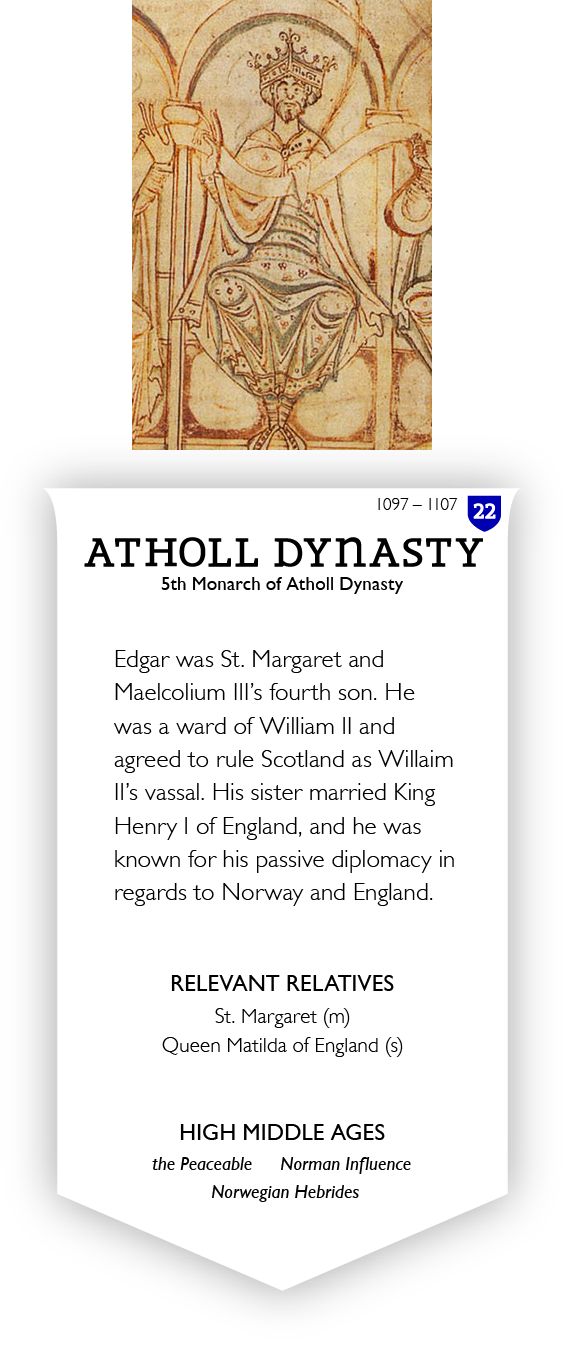 1097 – 1107 22
ATHOLL DYNASTY
5th Monarch of Atholl Dynasty
Edgar was St. Margaret and
Maelcolium III’s fourth son. He
was a ward of William II and
agreed to rule Scotland as Willaim
II’s vassal. His sister married King
Henry I of England, and he was
known for his passive diplomacy in
regards to Norway and England.
RELEVANT RELATIVES
St. Margaret (m)
Queen Matilda of England (s)
HIGH MIDDLE AGES
the Peaceable Norman Influence
Norwegian Hebrides